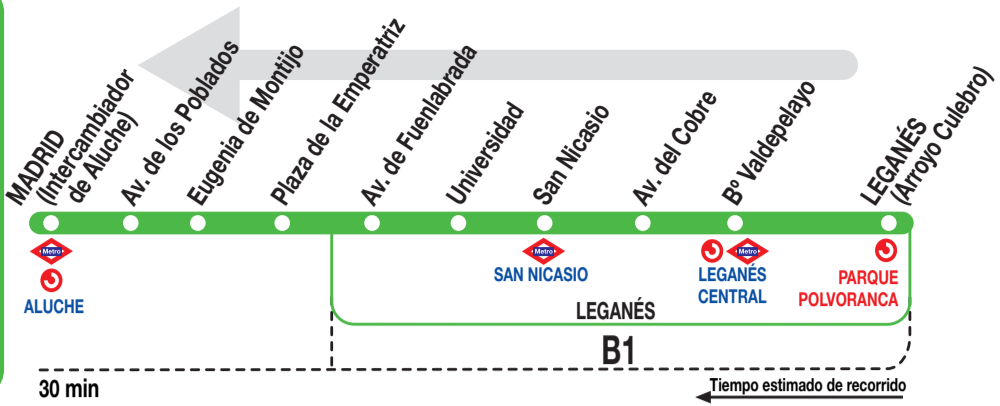 MADRID
(Intercambiador
de Aluche)
Av. de los Poblados
Eugenia de Montijo
Plaza de la Emperatriz
Av. de Fuenlabrada
Universidad
San Nicasio
Av. del Cobre
Bº Valdepelayo
LEGANÉS
(Arroyo Culebro)
Metro
ALUCHE
Metro
SAN NICASIO
Metro
LEGANÉS
CENTRAL
PARQUE
POLVORANCA
LEGANÉS
B1
30 min
Tiempo estimado de recorrido